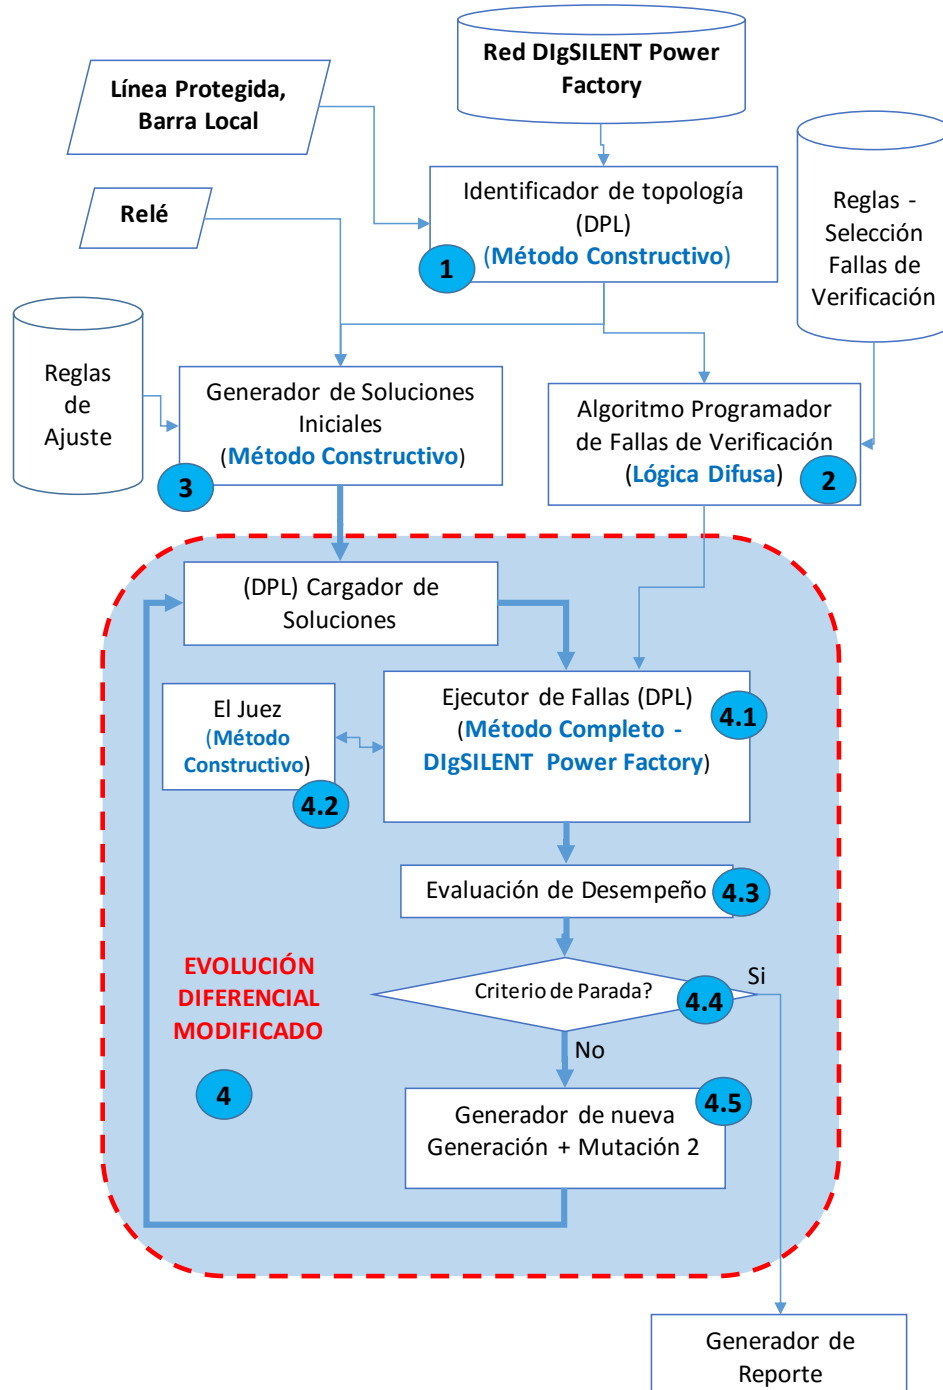 Red DIgSILENT Power
Factory
Línea Protegida,
Barra Local
Relé
Identificador de topología
(DPL)
(Método Constructivo)
1
Reglas -
Selección
Fallas de
Verificación
Reglas
de
Ajuste
Generador de Soluciones
Iniciales
(Método Constructivo)
3
Algoritmo Programador
de Fallas de Verificación
(Lógica Difusa)
2
(DPL) Cargador de
Soluciones
El Juez
(Método
Constructivo)
4.2
Ejecutor de Fallas (DPL)
(Método Completo -
DIgSILENT Power Factory)
4.1
Evaluación de Desempeño
4.3
EVOLUCIÓN
DIFERENCIAL
MODIFICADO
4
Criterio de Parada?
4.4
Si
No
Generador de nueva
Generación + Mutación 2
4.5
Generador de
Reporte